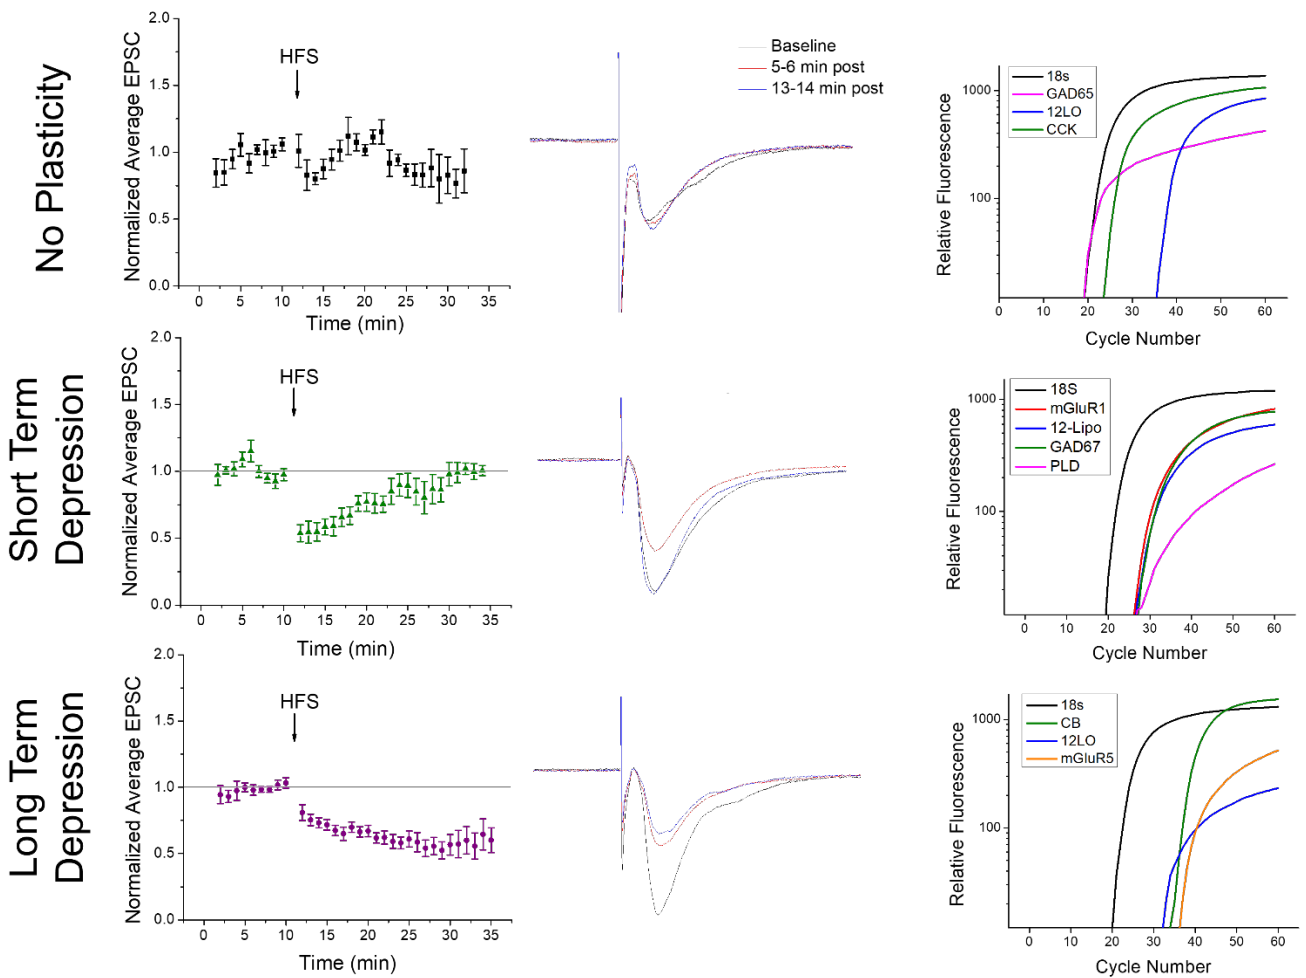 No Plasticity
Normalized Average EPSC
2.0
1.5
1.0
0.5
0.0
HFS
0 5 10 15 20 25 30 35
Time (min)
Baseline
5-6 min post
13-14 min post
Relative Fluorescence
1000
100
18s
GAD65
12LO
CCK
0 10 20 30 40 50 60
Cycle Number
Short Term
Depression
Normalized Average EPSC
2.0
1.5
1.0
0.5
0.0
HFS
0 5 10 15 20 25 30 35
Time (min)
Relative Fluorescence
1000
100
18S
mGluR1
12-Lipo
GAD67
PLD
0 10 20 30 40 50 60
Cycle Number
Long Term
Depression
Normalized Average EPSC
2.0
1.5
1.0
0.5
0.0
HFS
0 5 10 15 20 25 30 35
Time (min)
Relative Fluorescence
1000
100
18s
CB
12LO
mGluR5
0 10 20 30 40 50 60
Cycle Number